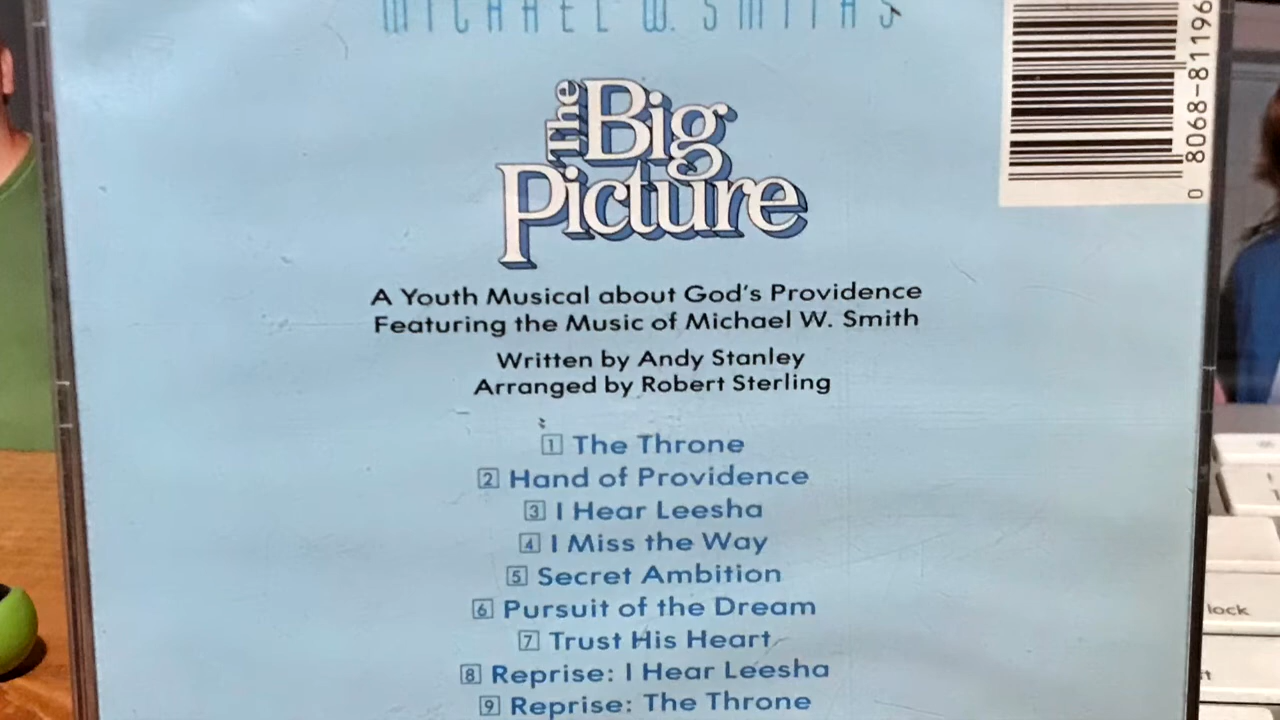 MICHAEL W. SMITH'S
The Big
Picture
A Youth Musical about God's Providence
Featuring the Music of Michael W. Smith
Written by Andy Stanley
Arranged by Robert Sterling
1 The Throne
2 Hand of Providence
3 I Hear Leesha
4 I Miss the Way
5 Secret Ambition
6 Pursuit of the Dream
7 Trust His Heart
8 Reprise: I Hear Leesha
9 Reprise: The Throne
0 8068-81196
lock